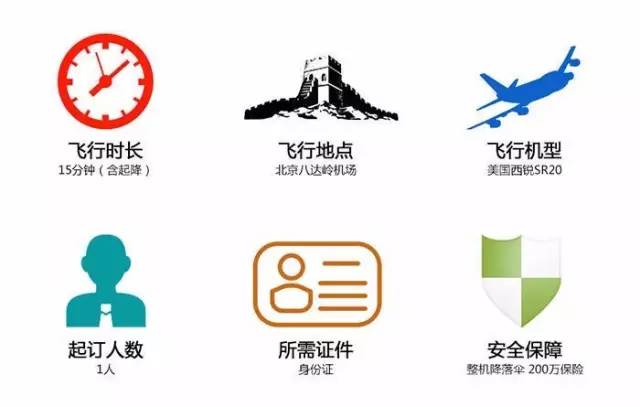 飞行时长
15分钟（含起降）
飞行地点
北京八达岭机场
飞行机型
美国西锐SR20
起订人数
1人
所需证件
身份证
安全保障
整机降落伞 200万保险